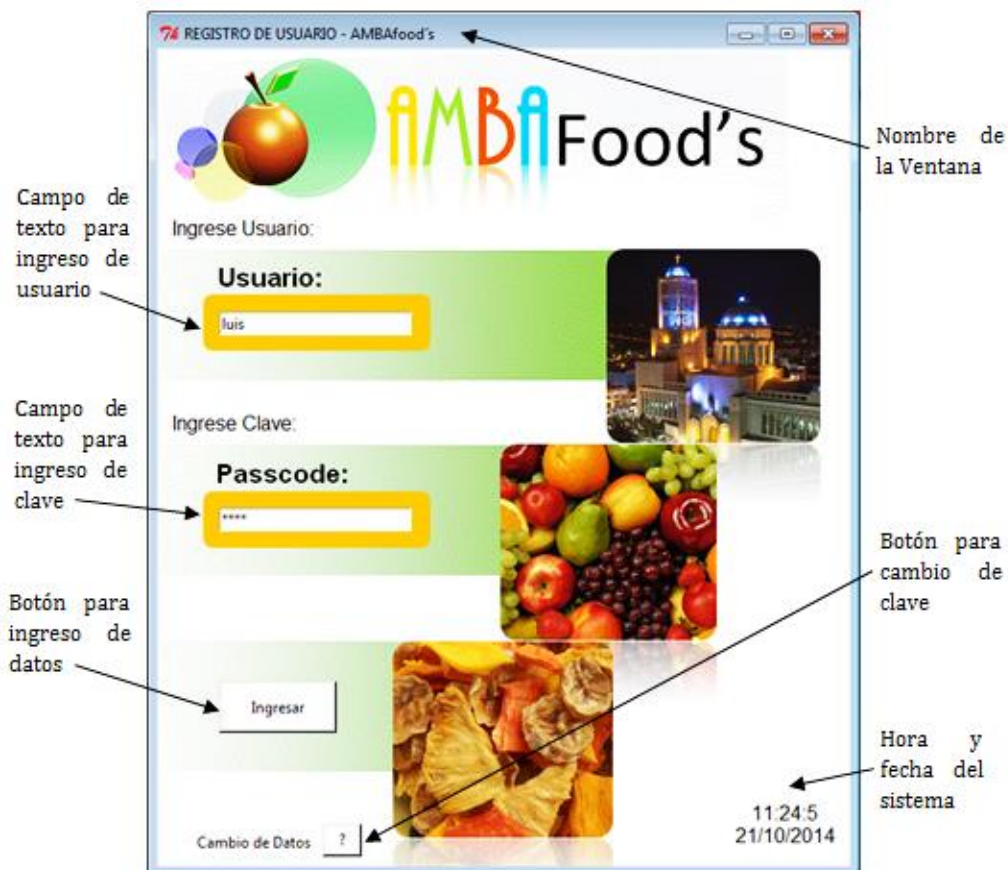 REGISTRO DE USUARIO - AMBAfood's
AMBAFood's
Nombre de
la Ventana
Campo de
texto para
ingreso de
usuario
Ingrese Usuario:
Usuario:
luis
Campo de
texto para
ingreso de
clave
Ingrese Clave:
Passcode:
****
Botón para
cambio de
clave
Botón para
ingreso de
datos
Ingresar
Hora y
fecha del
sistema
11:24:5
21/10/2014
Cambio de Datos ?